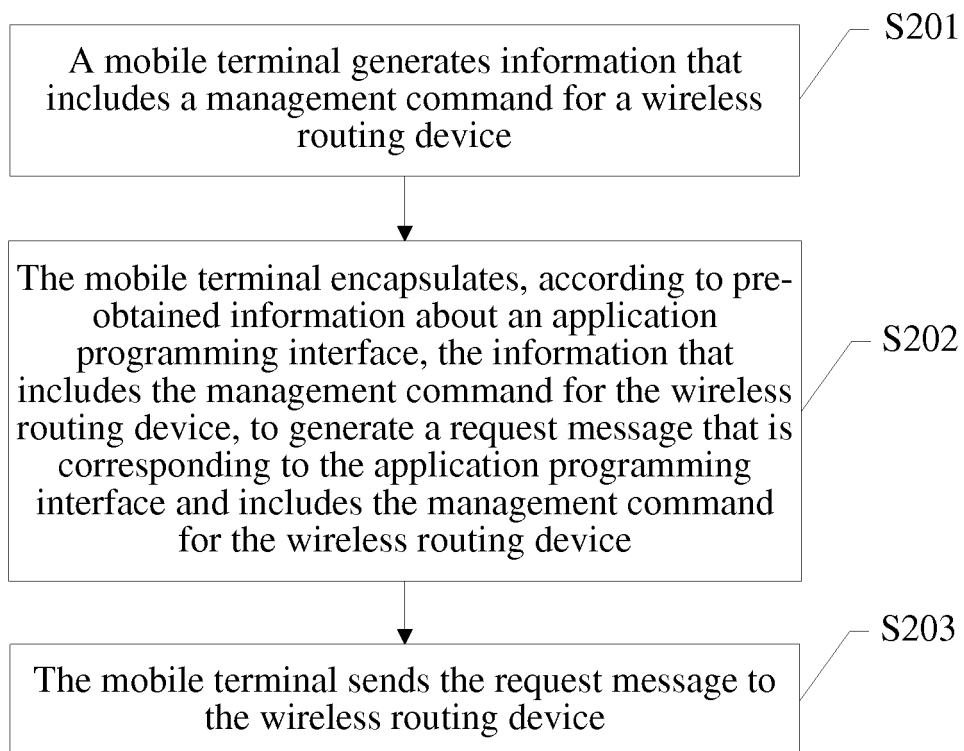 S201
A mobile terminal generates information that
includes a management command for a wireless
routing device
The mobile terminal encapsulates, according to pre-
obtained information about an application
programming interface, the information that
includes the management command for the wireless
routing device, to generate a request message that is
corresponding to the application programming
interface and includes the management command
for the wireless routing device
S202
S203
The mobile terminal sends the request message to
the wireless routing device